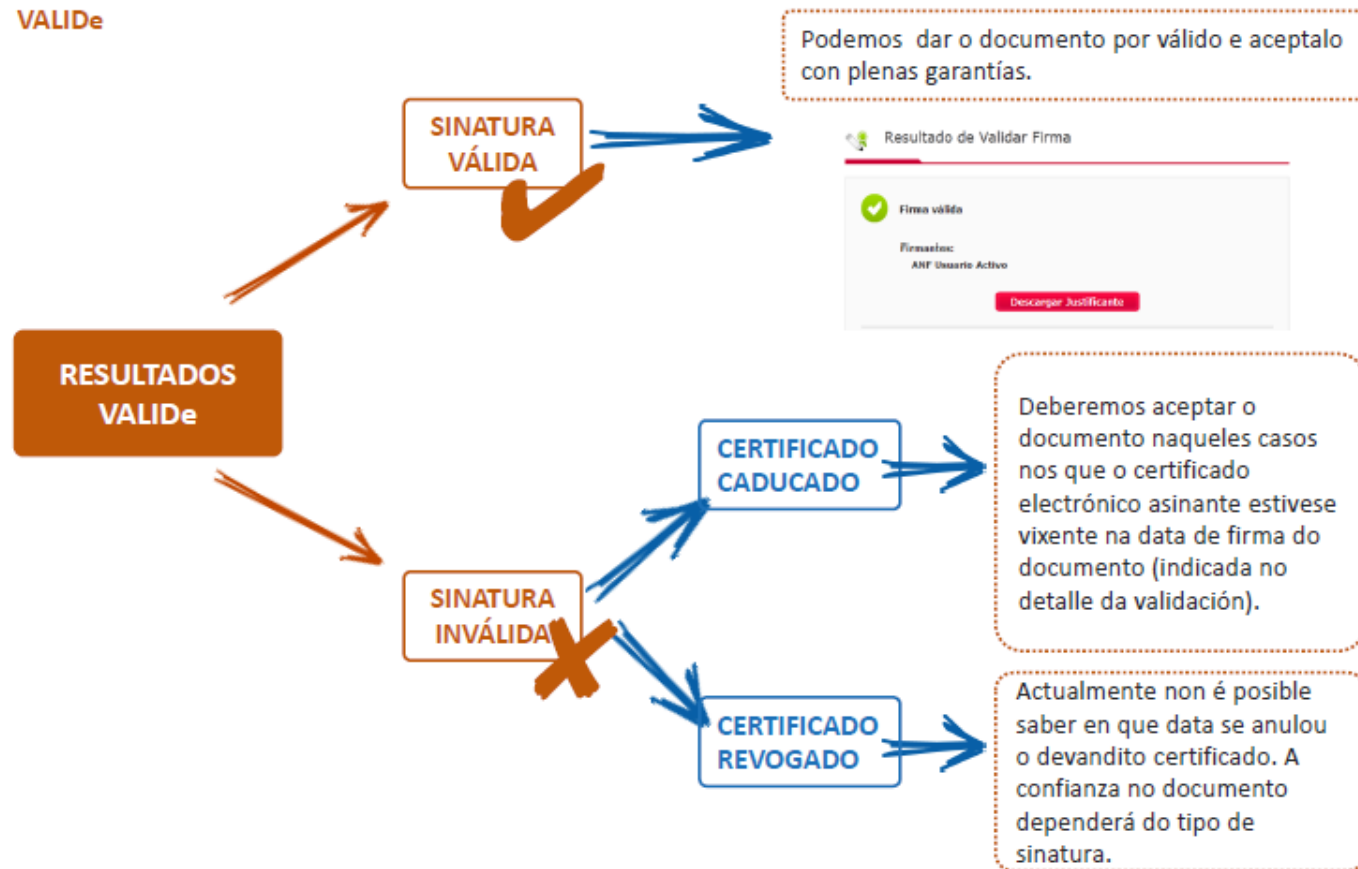 VALIDe
Podemos dar o documento por válido e aceptalo
con plenas garantías.
SINATURA
VÁLIDA
Resultado de Validar Firma
Firma válida
Firmantes:
ANF Usuario Activo
Descargar Justificante
RESULTADOS
VALIDe
CERTIFICADO
CADUCADO
Deberemos aceptar o
documento naqueles casos
nos que o certificado
electrónico asinante estivese
vixente na data de firma do
documento (indicada no
detalle da validación).
SINATURA
INVÁLIDA
CERTIFICADO
REVOGADO
Actualmente non é posible
saber en que data se anulou
o devandito certificado. A
confianza no documento
dependerá do tipo de
sinatura.